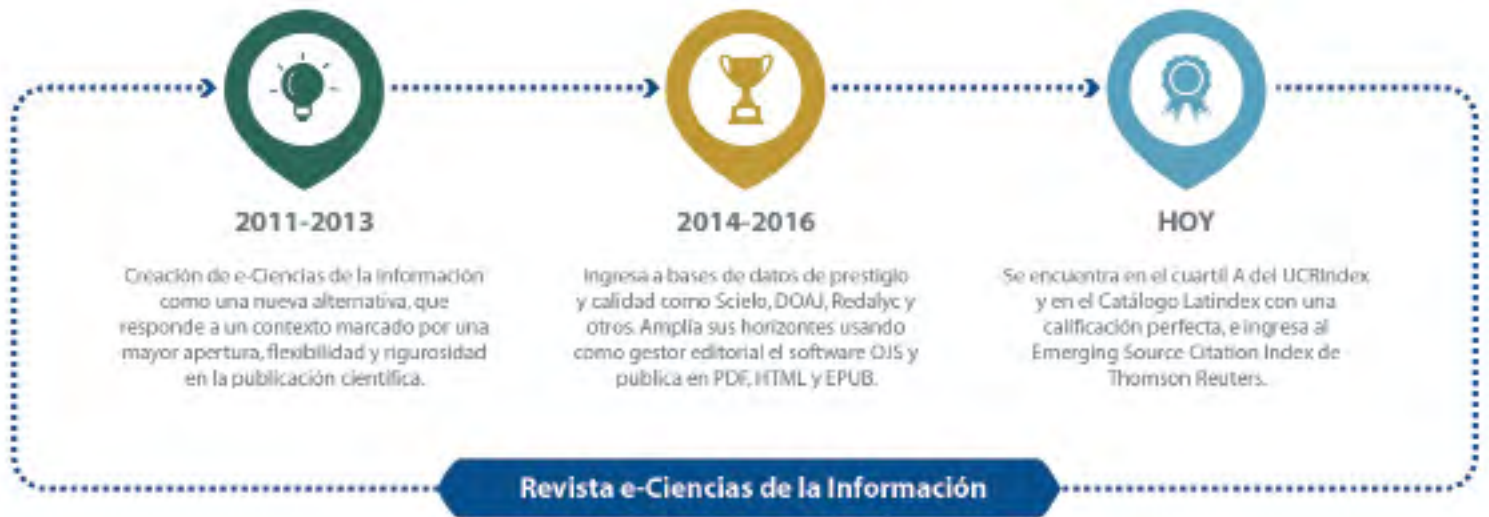 2011-2013
Creación de e-Ciencias de la Información
como una nueva alternativa, que
responde a un contexto marcado por una
mayor apertura, flexibilidad y rigurosidad
en la publicación científica.
2014-2016
Ingresa a bases de datos de prestigio
y calidad como Scielo, DOAJ, Redalyc y
otros. Amplía sus horizontes usando
como gestor editorial el software OJS y
publica en PDF, HTML y EPUB.
HOY
Se encuentra en el cuartil A del UCRIndex
y en el Catálogo Latindex con una
calificación perfecta, e ingresa al
Emerging Source Citation Index de
Thomson Reuters.
Revista e-Ciencias de la Información